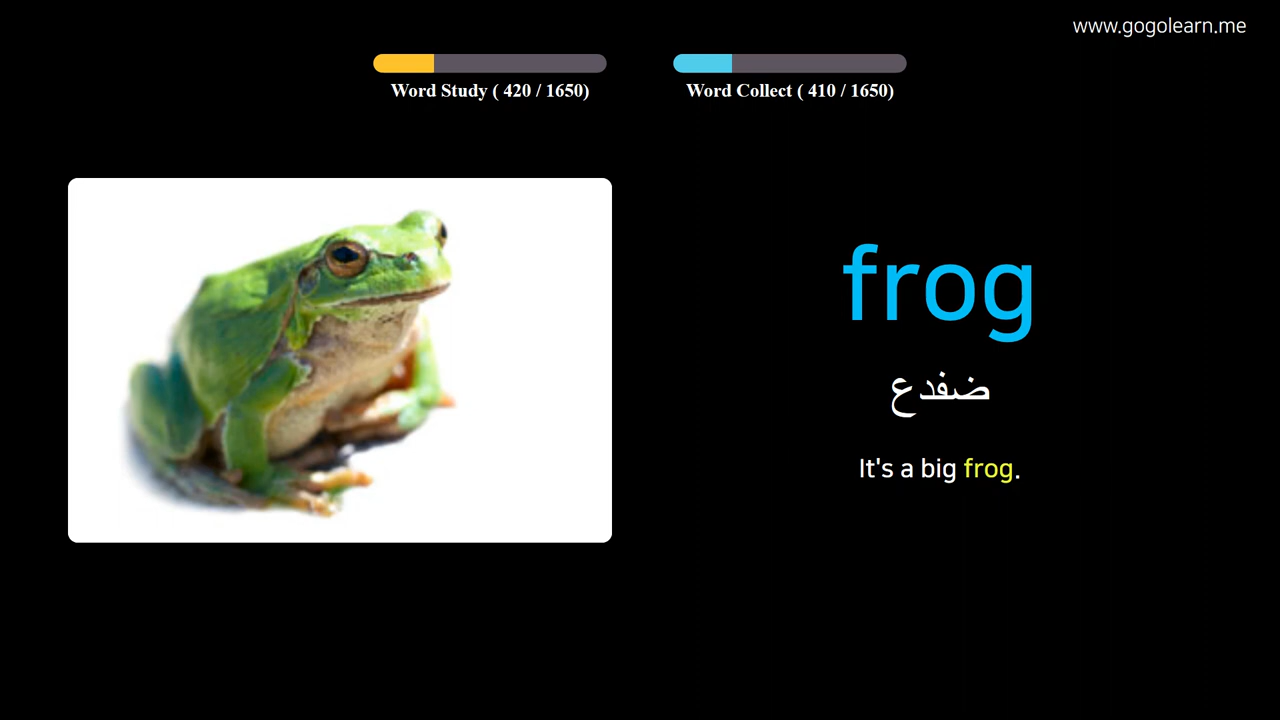 www.gogolearn.me
Word Study ( 420 / 1650)
Word Collect ( 410 / 1650)
frog
ضفدع
It's a big frog.